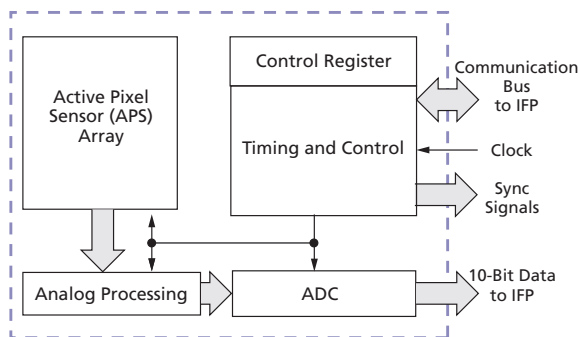 Active Pixel
Sensor (APS)
Array
Control Register
Timing and Control
Communication
Bus
to IFP
Clock
Sync
Signals
Analog Processing
ADC
10-Bit Data
to IFP